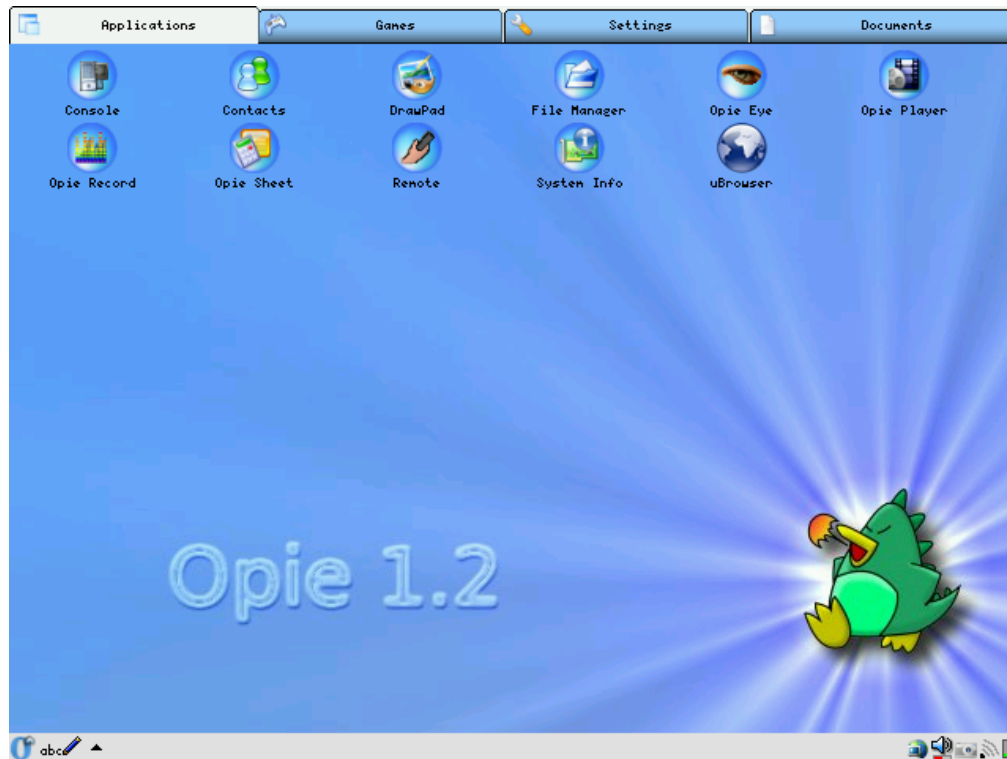 Applications Games Settings Documents
Console Contacts DrawPad File Manager Opie Eye Opie Player
Opie Record Opie Sheet Remote System Info uBrowser
Opie 1.2
abc